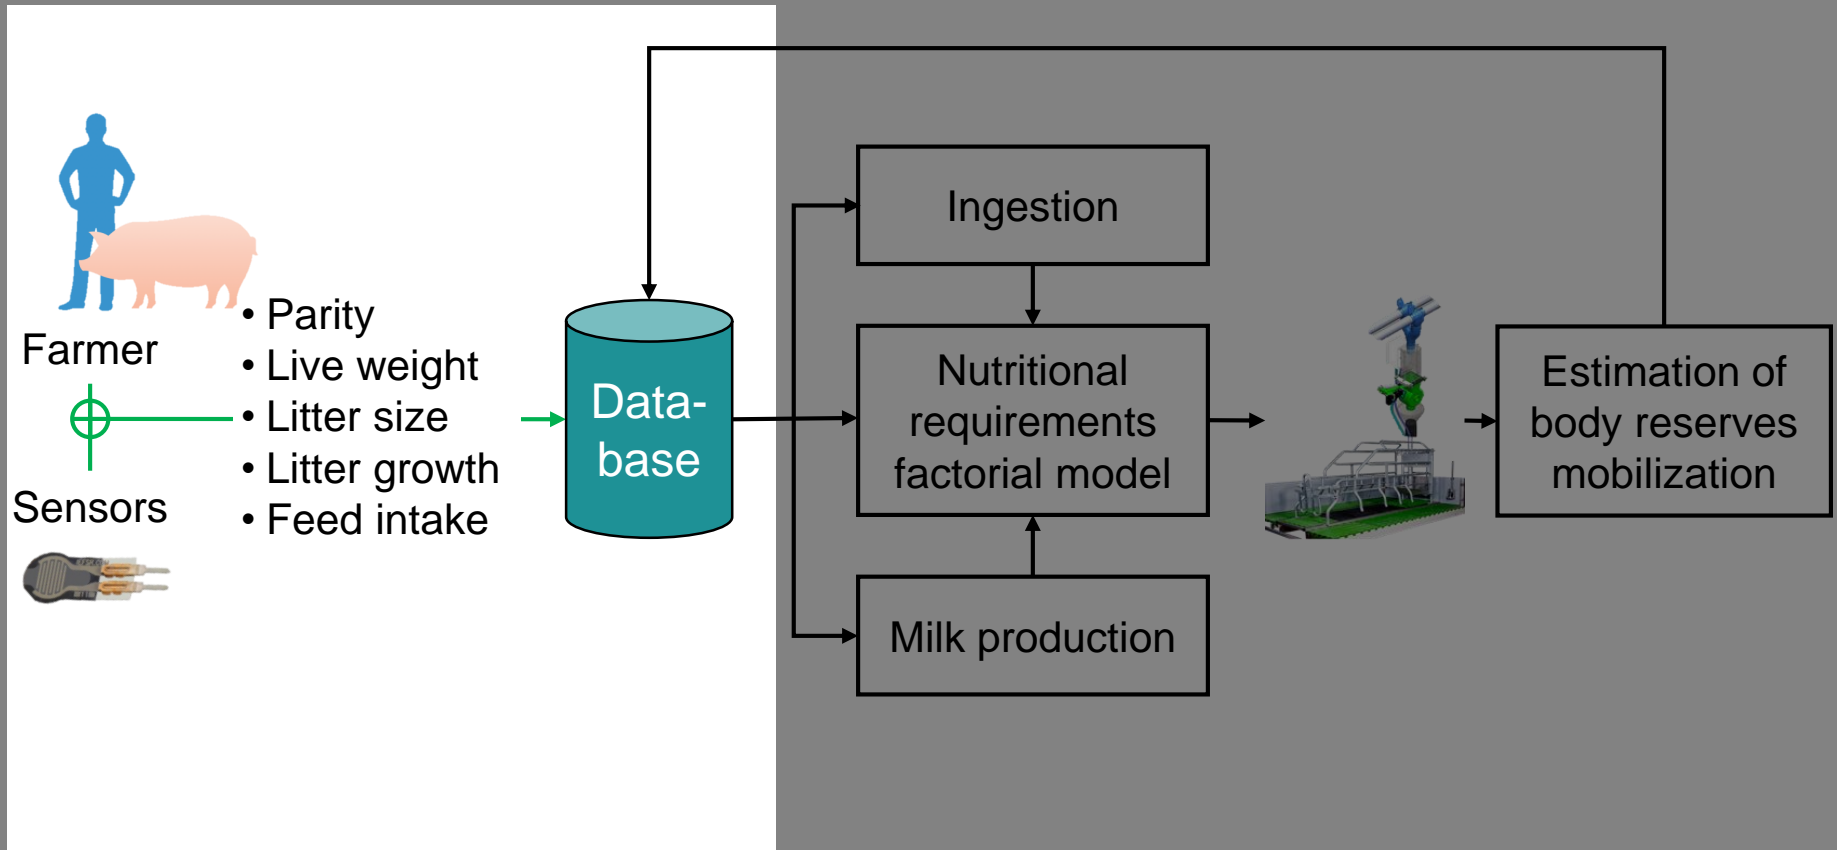 Farmer
Sensors
• Parity
• Live weight
• Litter size
• Litter growth
• Feed intake
Data-
base
Ingestion
Nutritional
requirements
factorial model
Milk production
Estimation of
body reserves
mobilization